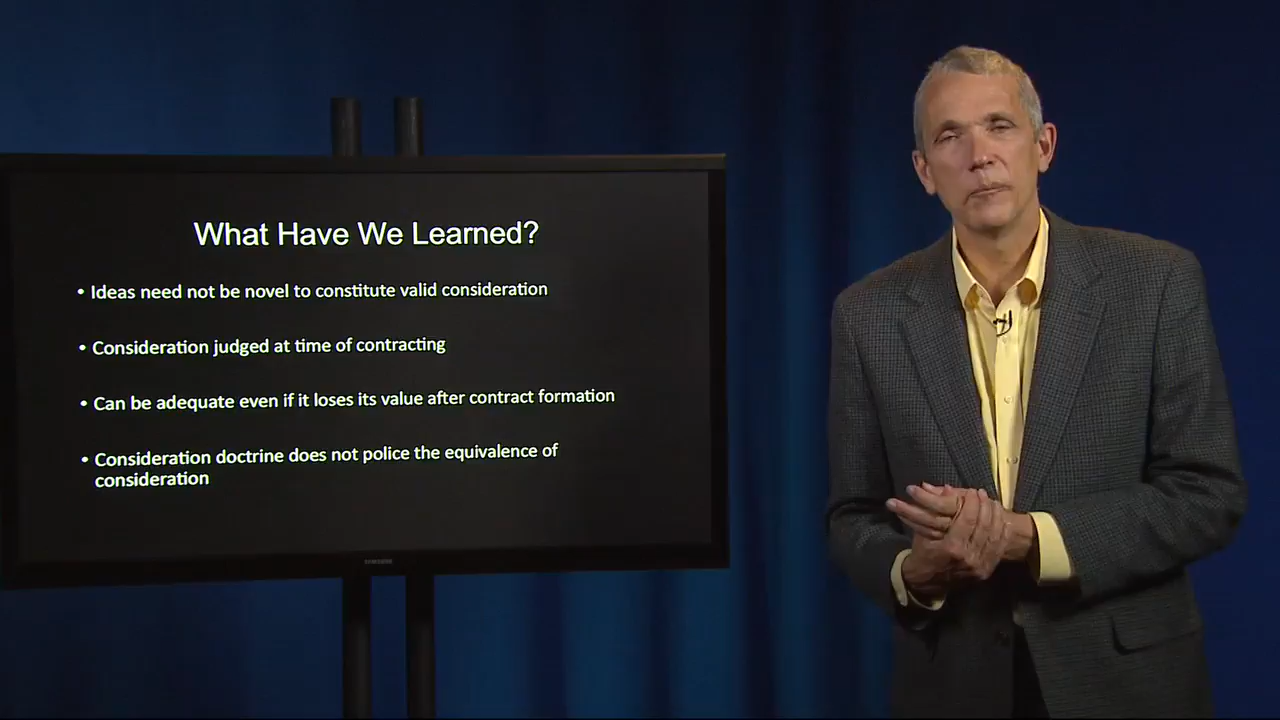 What Have We Learned?
• Ideas need not be novel to constitute valid consideration
• Consideration judged at time of contracting
• Can be adequate even if it loses its value after contract formation
• Consideration doctrine does not police the equivalence of
consideration
SAMSUNG